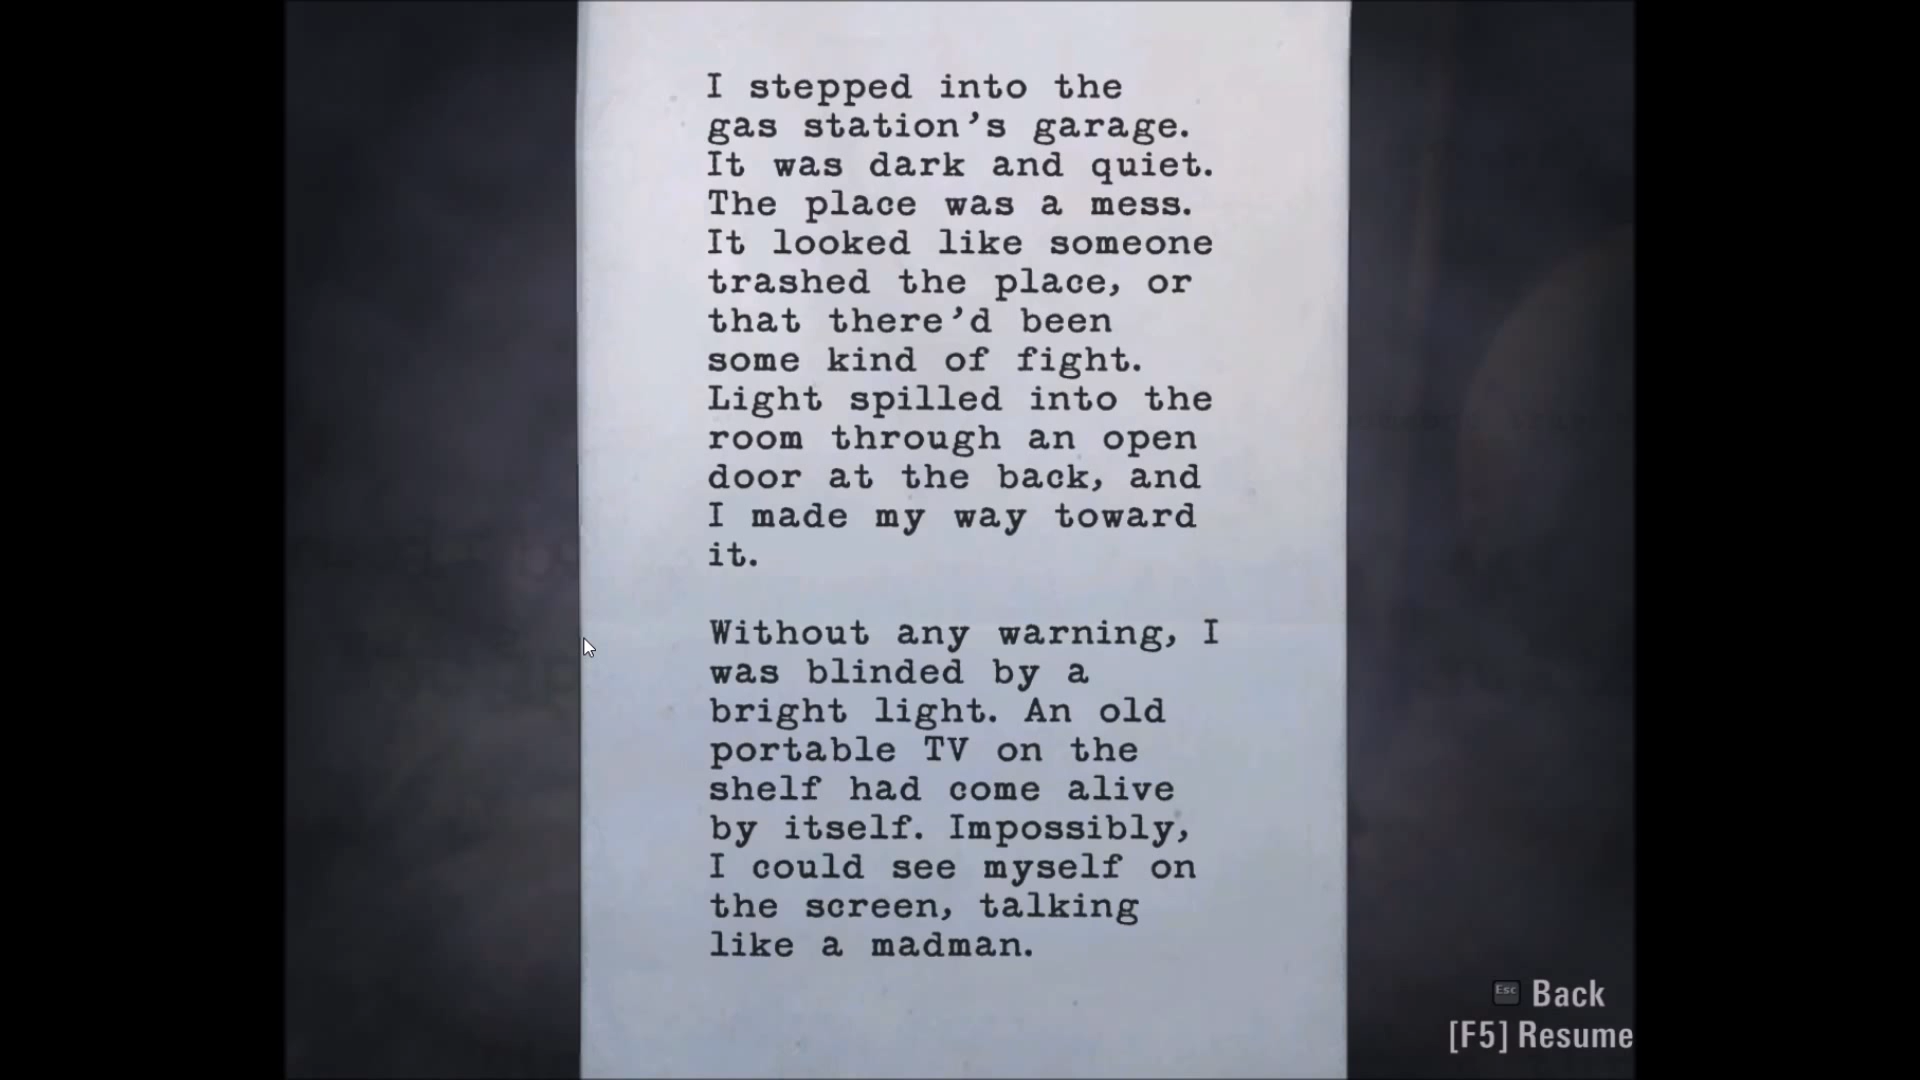 I stepped into the
gas station’s garage.
It was dark and quiet.
The place was a mess.
It looked like someone
trashed the place, or
that there’d been
some kind of fight.
Light spilled into the
room through an open
door at the back, and
I made my way toward
it.
Without any warning, I
was blinded by a
bright light. An old
portable TV on the
shelf had come alive
by itself. Impossibly,
I could see myself on
the screen, talking
like a madman.
Esc Back
[F5] Resume